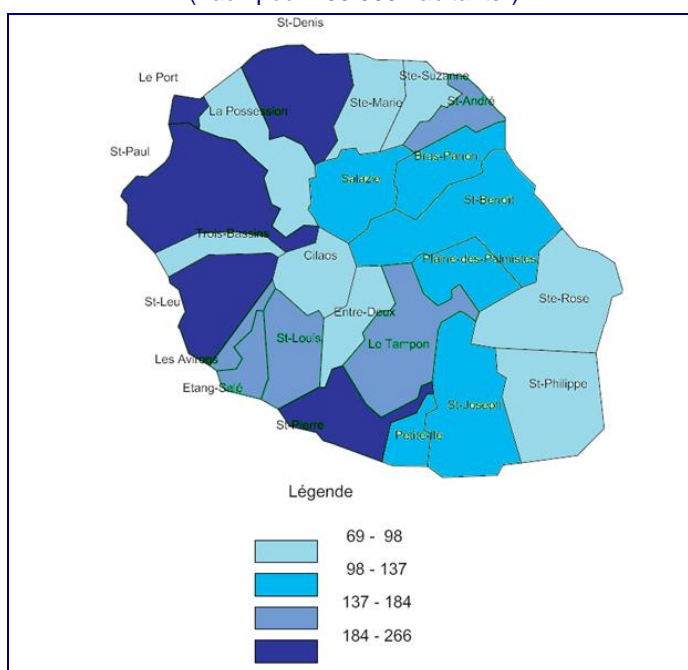 St-Denis
Ste-Suzanne
Le Port
Ste-Marie
St-André
La Possession
St-Paul
Bras-Panon
Salazie
St-Benoit
Trois-Bassins
Cilaos
Plaine-des-Palmistes
St-Leu
Ste-Rose
Entre-Deux
St-Louis
Le Tampon
Les Avirons
Etang-Salé
St-Philippe
St-Joseph
St-Pierre
Petite-Ile
Légende
69 - 98
98 - 137
137 - 184
184 - 266